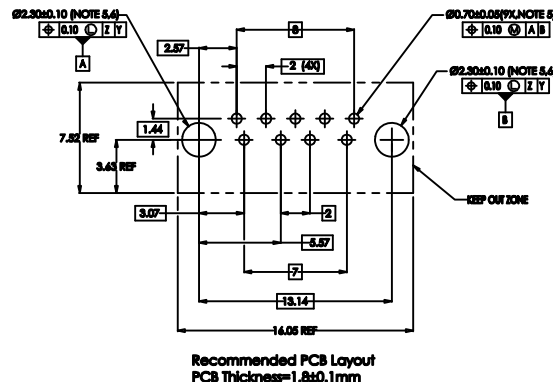 Ø2.30±0.10 (NOTE 5,6)
⌖ 0.10 Ⓛ Z Y
A
2.57
8
2 (4X)
Ø0.70±0.05(9X,NOTE 5)
⌖ 0.10 Ⓜ A B
Ø2.30±0.10 (NOTE 5,6)
⌖ 0.10 Ⓛ Z Y
B
7.52 REF
1.44
3.63 REF
KEEP OUT ZONE
3.07
2
5.57
7
13.14
16.05 REF
Recommended PCB Layout
PCB Thickness=1.8±0.1mm